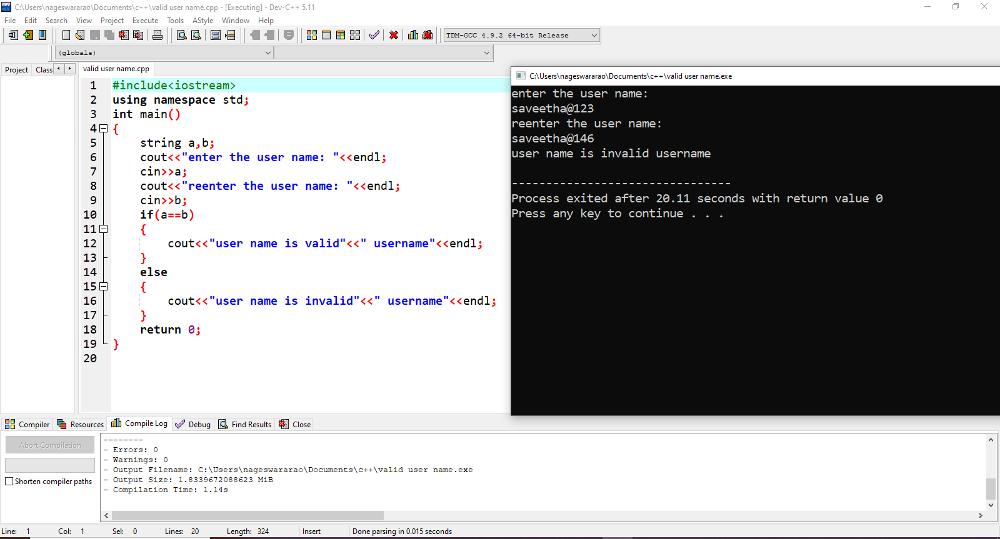 C:\Users\nageswararao\Documents\c++\valid user name.cpp - [Executing] - Dev-C++ 5.11
File Edit Search View Project Execute Tools AStyle Window Help
TDM-GCC 4.9.2 64-bit Release
(globals)
Project Class valid user name.cpp
1 #include<iostream>
2 using namespace std;
3 int main()
4 {
5 string a,b;
6 cout<<"enter the user name: "<<endl;
7 cin>>a;
8 cout<<"reenter the user name: "<<endl;
9 cin>>b;
10 if(a==b)
11 {
12 cout<<"user name is valid"<<" username"<<endl;
13 }
14 else
15 {
16 cout<<"user name is invalid"<<" username"<<endl;
17 }
18 return 0;
19 }
20
C:\Users\nageswararao\Documents\c++\valid user name.exe
enter the user name:
saveetha@123
reenter the user name:
saveetha@146
user name is invalid username
--------------------------------
Process exited after 20.11 seconds with return value 0
Press any key to continue . . .
Compiler Resources Compile Log Debug Find Results Close
Abort Compilation
Shorten compiler paths
--------
- Errors: 0
- Warnings: 0
- Output Filename: C:\Users\nageswararao\Documents\c++\valid user name.exe
- Output Size: 1.8339672088623 MiB
- Compilation Time: 1.14s
Line: 1 Col: 1 Sel: 0 Lines: 20 Length: 324 Insert Done parsing in 0.015 seconds